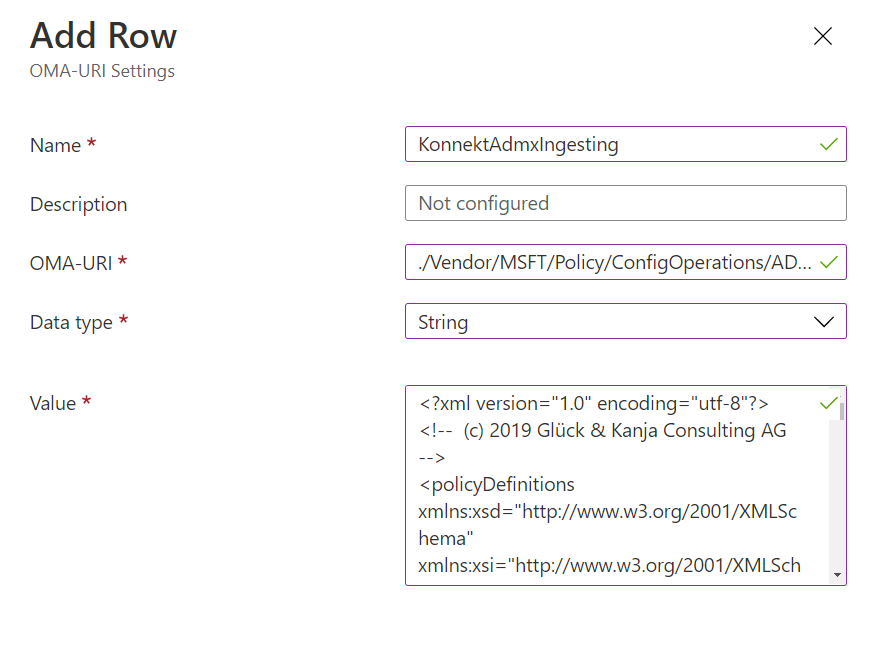 Add Row
OMA-URI Settings
Name *
KonnektAdmxIngesting
Description
Not configured
OMA-URI *
./Vendor/MSFT/Policy/ConfigOperations/AD...
Data type *
String
Value *
<?xml version="1.0" encoding="utf-8"?>
<!--  (c) 2019 Glück & Kanja Consulting AG
-->
<policyDefinitions
xmlns:xsd="http://www.w3.org/2001/XMLSc
hema"
xmlns:xsi="http://www.w3.org/2001/XMLSch